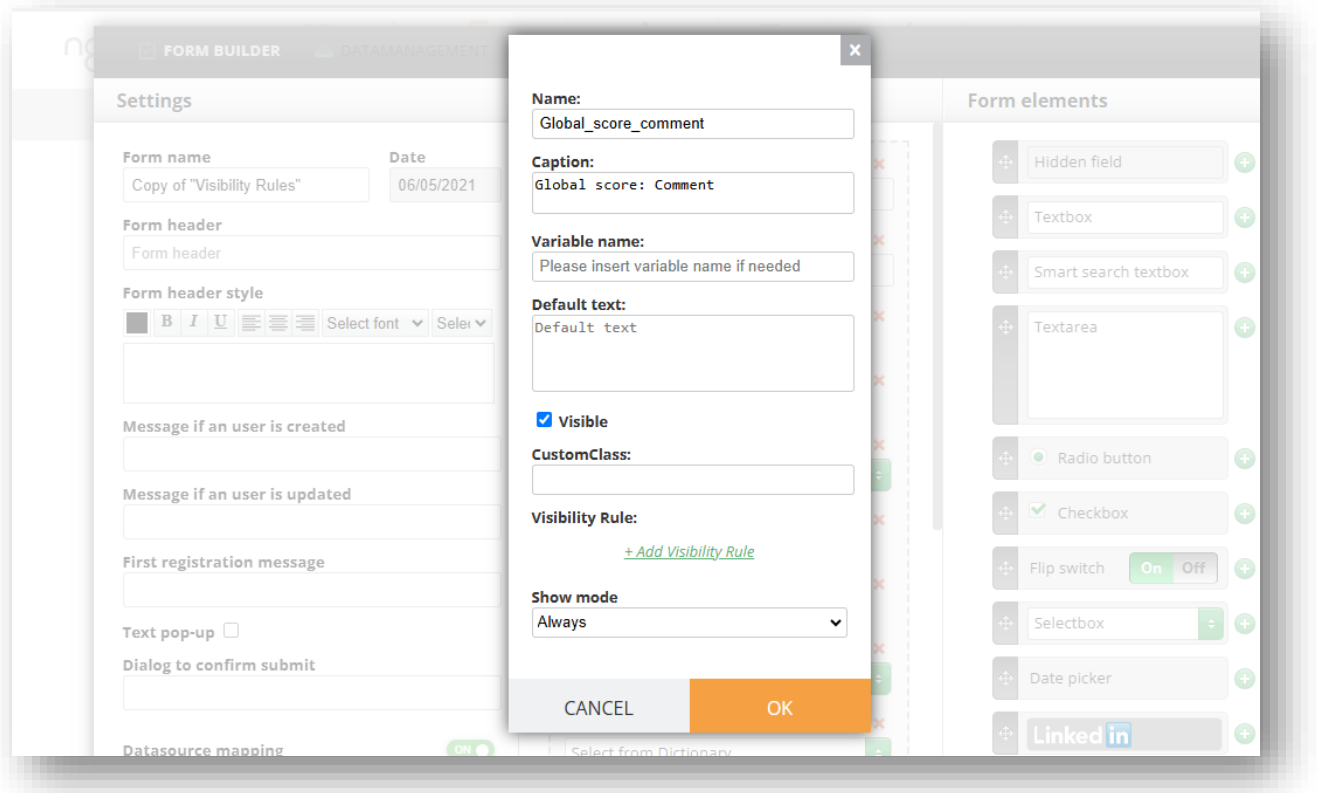 FORM BUILDER
DATAMANAGEMENT
x
Settings
Form name
Date
Copy of "Visibility Rules"
06/05/2021
Form header
Form header
Form header style
B I U Select font
Message if an user is created
Message if an user is updated
First registration message
Text pop-up
Dialog to confirm submit
Datasource mapping
ON
Name:
Global_score_comment
Caption:
Global score: Comment
Variable name:
Please insert variable name if needed
Default text:
Default text
Visible
CustomClass:
Visibility Rule:
+ Add Visibility Rule
Show mode
Always
CANCEL
OK
Select from Dictionary
Form elements
Hidden field
Textbox
Smart search textbox
Textarea
Radio button
Checkbox
Flip switch
On Off
Selectbox
Date picker
Linked in